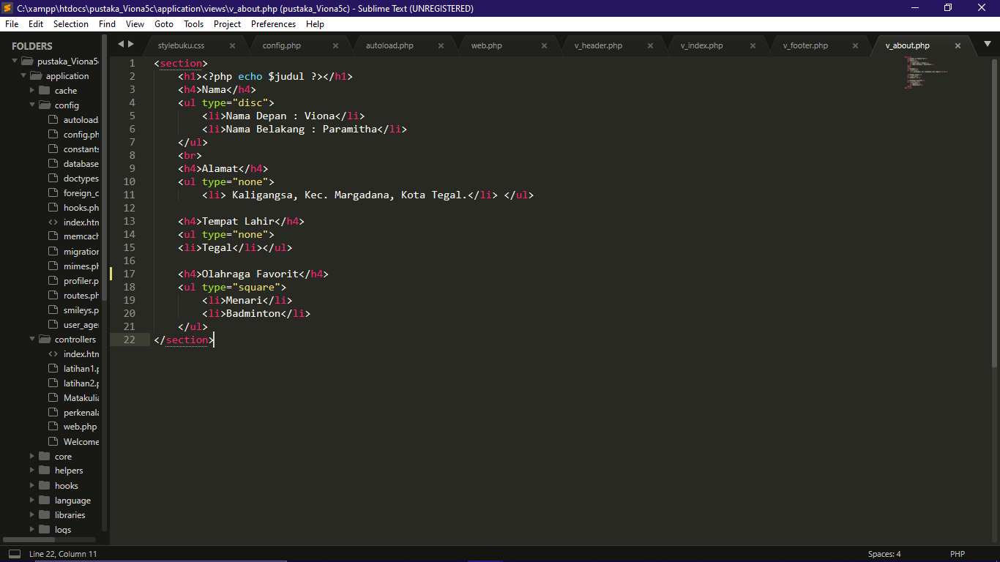 C:\xampp\htdocs\pustaka_Viona5c\application\views\v_about.php (pustaka_Viona5c) - Sublime Text (UNREGISTERED)
File Edit Selection Find View Goto Tools Project Preferences Help
FOLDERS
pustaka_Viona5
application
cache
config
autoload
config.ph
constants
database
doctypes
foreign_c
hooks.ph
index.htm
memcach
migration
mimes.ph
profiler.p
routes.ph
smileys.p
user_age
controllers
index.htm
latihan1.p
latihan2.p
Matakulia
perkenala
web.php
Welcome
core
helpers
hooks
language
libraries
logs
stylebuku.css config.php autoload.php web.php v_header.php v_index.php v_footer.php v_about.php
1 <section>
2 <h1><?php echo $judul ?></h1>
3 <h4>Nama</h4>
4 <ul type="disc">
5 <li>Nama Depan : Viona</li>
6 <li>Nama Belakang : Paramitha</li>
7 </ul>
8 <br>
9 <h4>Alamat</h4>
10 <ul type="none">
11 <li> Kaligangsa, Kec. Margadana, Kota Tegal.</li> </ul>
12
13 <h4>Tempat Lahir</h4>
14 <ul type="none">
15 <li>Tegal</li></ul>
16
17 <h4>Olahraga Favorit</h4>
18 <ul type="square">
19 <li>Menari</li>
20 <li>Badminton</li>
21 </ul>
22 </section>
Line 22, Column 11 Spaces: 4 PHP